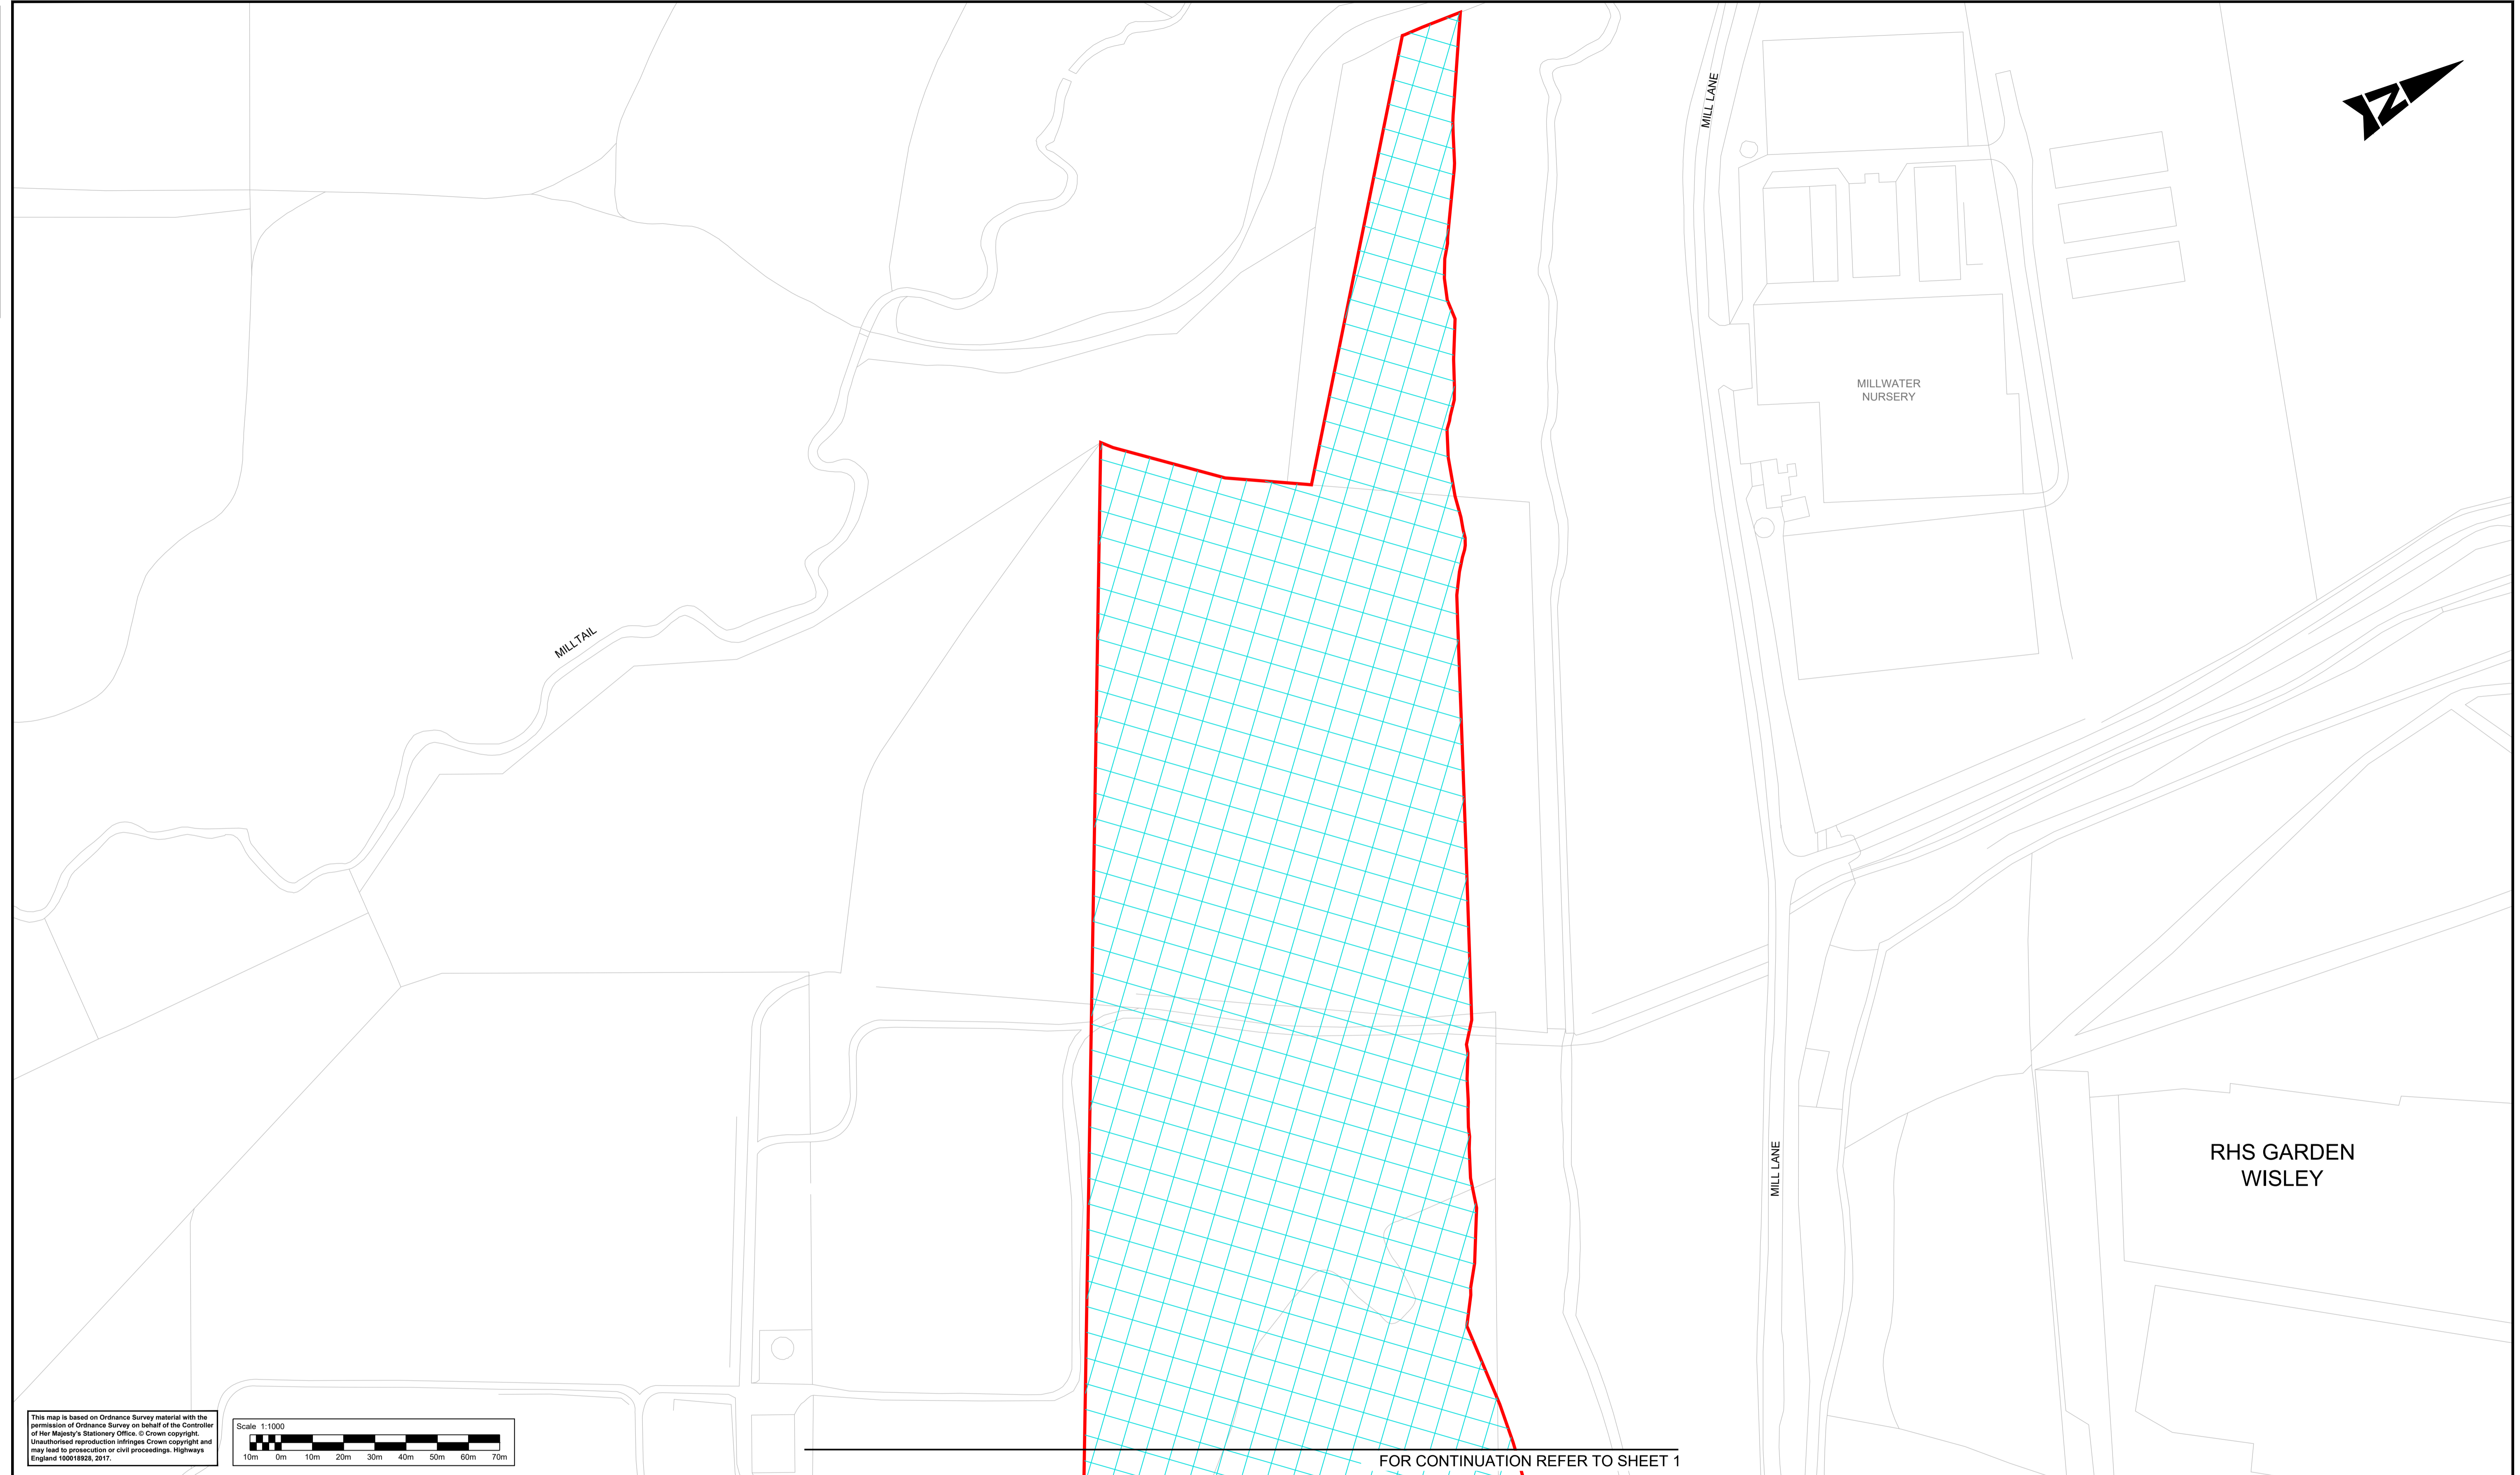 MILL LANE
N
MILLWATER
NURSERY
MILLTAIL
RHS GARDEN
WISLEY
MILL LANE
This map is based on Ordnance Survey material with the
permission of Ordnance Survey on behalf of the Controller
of Her Majesty's Stationery Office. © Crown copyright.
Unauthorised reproduction infringes Crown copyright and
may lead to prosecution or civil proceedings. Highways
England 100018928, 2017.
Scale 1:1000
10m 0m 10m 20m 30m 40m 50m 60m 70m
FOR CONTINUATION REFER TO SHEET 1